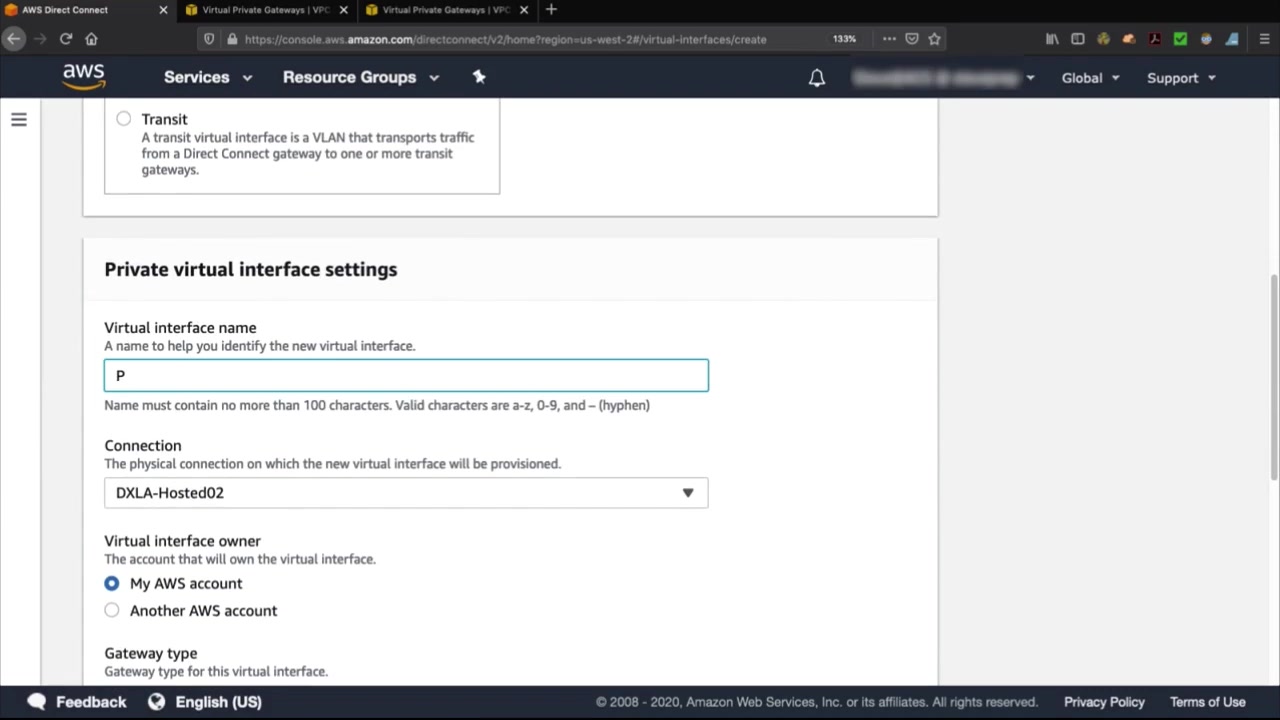 AWS Direct Connect
Virtual Private Gateways | VPC
Virtual Private Gateways | VPC
https://console.aws.amazon.com/directconnect/v2/home?region=us-west-2#/virtual-interfaces/create
133%
aws
Services
Resource Groups
Global
Support
Transit
A transit virtual interface is a VLAN that transports traffic
from a Direct Connect gateway to one or more transit
gateways.
Private virtual interface settings
Virtual interface name
A name to help you identify the new virtual interface.
P
Name must contain no more than 100 characters. Valid characters are a-z, 0-9, and – (hyphen)
Connection
The physical connection on which the new virtual interface will be provisioned.
DXLA-Hosted02
Virtual interface owner
The account that will own the virtual interface.
My AWS account
Another AWS account
Gateway type
Gateway type for this virtual interface.
Feedback
English (US)
© 2008 - 2020, Amazon Web Services, Inc. or its affiliates. All rights reserved.
Privacy Policy
Terms of Use